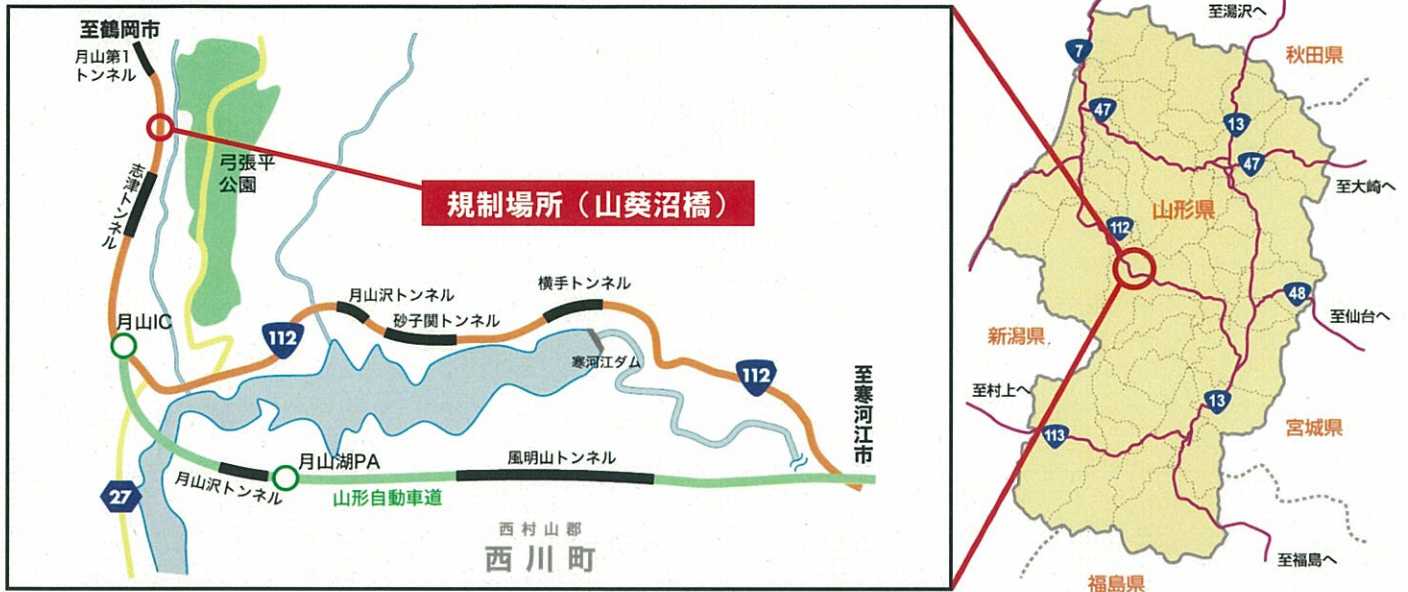 至鶴岡市
月山第1
トンネル
弓張平
公園
志津トンネル
規制場所（山葵沼橋）
月山IC
112
月山沢トンネル
砂子関トンネル
横手トンネル
寒河江ダム
112
至寒河江市
月山湖PA
月山沢トンネル
風明山トンネル
山形自動車道
27
西村山郡
西川町
至湯沢へ
7
秋田県
47
13
47
至大崎へ
山形県
112
48
至仙台へ
新潟県
至村上へ
13
宮城県
113
至福島へ
福島県